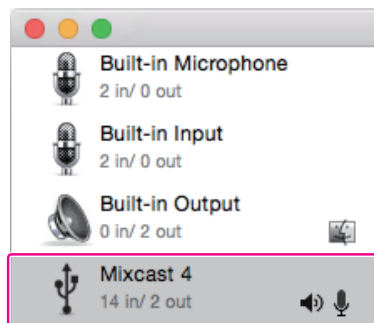 Built-in Microphone
2 in/ 0 out
Built-in Input
2 in/ 0 out
Built-in Output
0 in/ 2 out
Mixcast 4
14 in/ 2 out